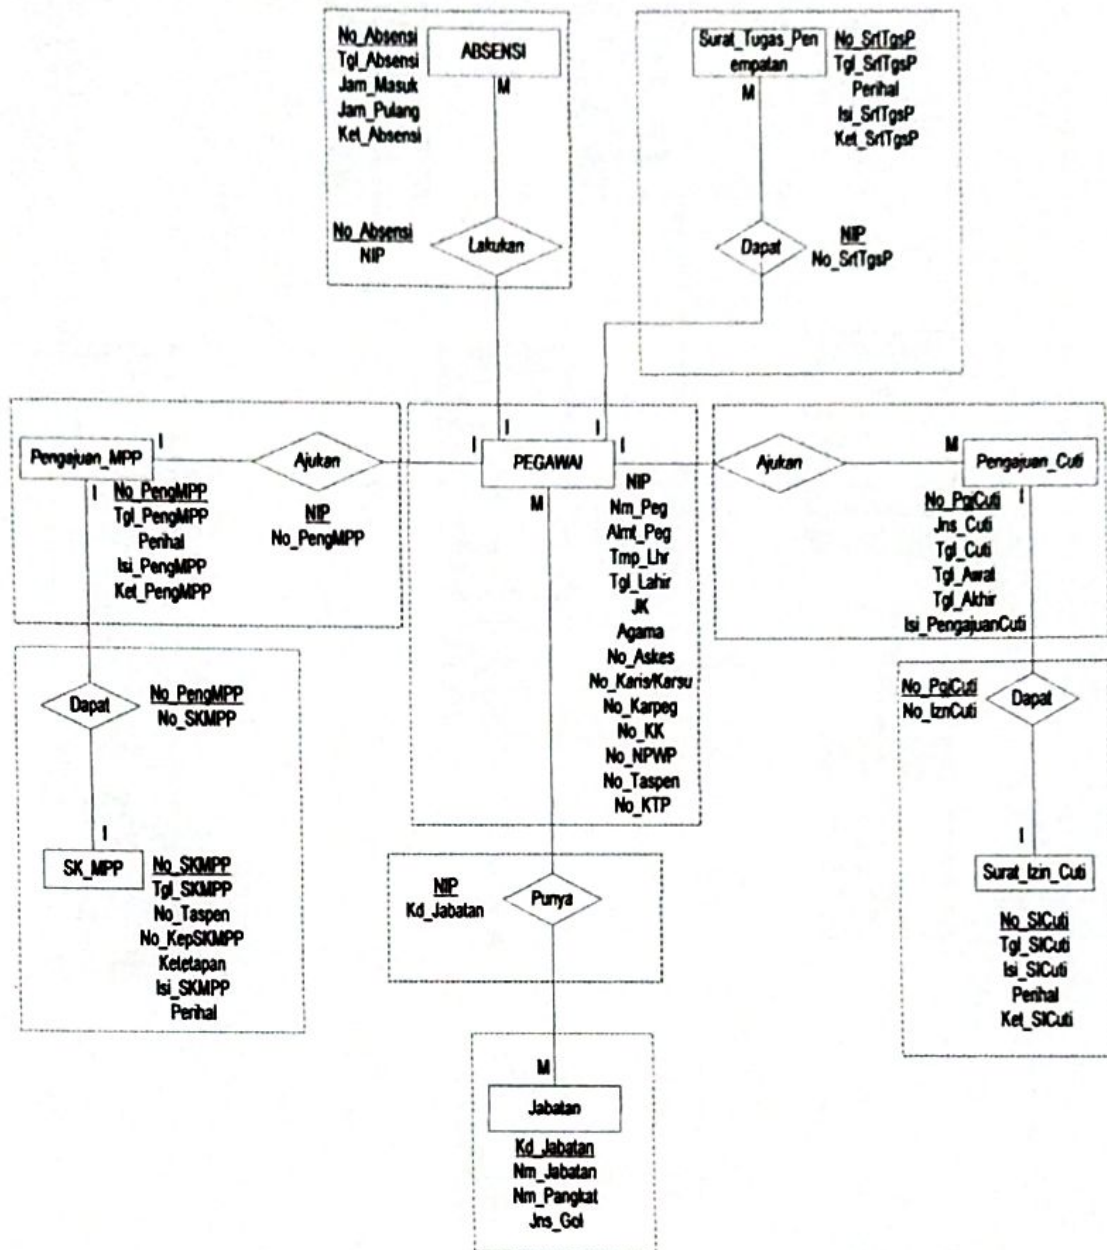 No_Absensi
Tgl_Absensi
Jam_Masuk
Jam_Pulang
Ket_Absensi
ABSENSI
M
No_Absensi
NIP
Lakukan
Surat_Tugas_Pen
empatan
M
No_SrtTgsP
Tgl_SrtTgsP
Perihal
Isi_SrtTgsP
Ket_SrtTgsP
Dapat
NIP
No_SrtTgsP
Pengajuan_MPP
I
I
No_PengMPP
Tgl_PengMPP
Perihal
Isi_PengMPP
Ket_PengMPP
Ajukan
NIP
No_PengMPP
I
I
I
I
PEGAWAI
M
NIP
Nm_Peg
Almt_Peg
Tmp_Lhr
Tgl_Lahir
JK
Agama
No_Askes
No_Karis/Karsu
No_Karpeg
No_KK
No_NPWP
No_Taspen
No_KTP
Ajukan
M
Pengajuan_Cuti
I
No_PgjCuti
Jns_Cuti
Tgl_Cuti
Tgl_Awal
Tgl_Akhir
Isi_PengajuanCuti
Dapat
No_PengMPP
No_SKMPP
I
SK_MPP
No_SKMPP
Tgl_SKMPP
No_Taspen
No_KepSKMPP
Ketetapan
Isi_SKMPP
Perihal
No_PgjCuti
No_IznCuti
Dapat
I
Surat_Izin_Cuti
No_SICuti
Tgl_SICuti
Isi_SICuti
Perihal
Ket_SICuti
NIP
Kd_Jabatan
Punya
M
Jabatan
Kd_Jabatan
Nm_Jabatan
Nm_Pangkat
Jns_Gol